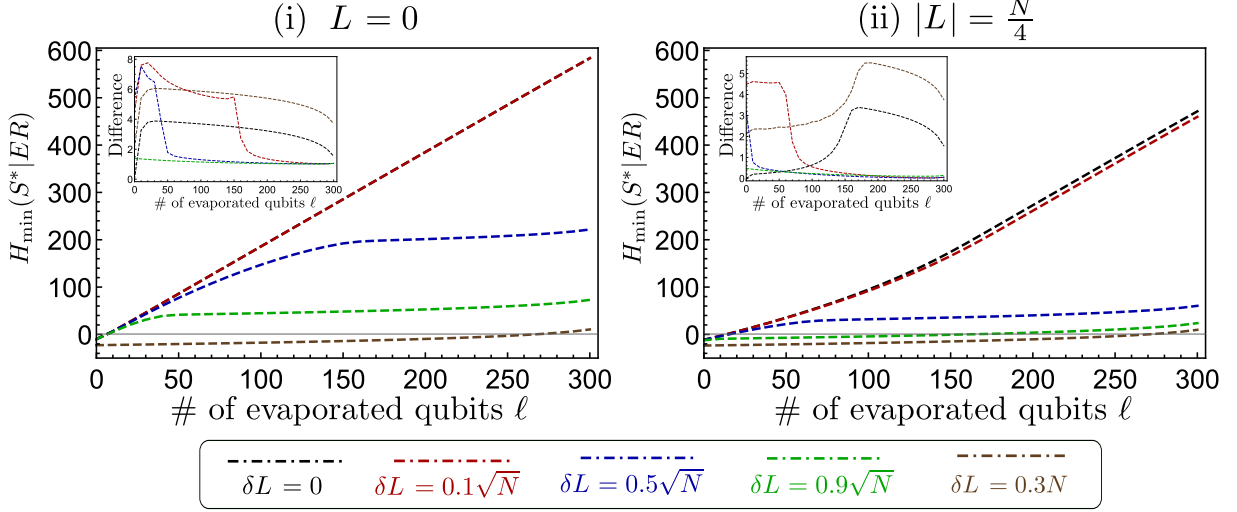 (i) L = 0
(ii) |L| = N/4
H_min(S*|ER)
600
500
400
300
200
100
0
0 50 100 150 200 250 300
# of evaporated qubits ℓ
Difference
8
6
4
2
0
0 50 100 150 200 250 300
# of evaporated qubits ℓ
H_min(S*|ER)
600
500
400
300
200
100
0
0 50 100 150 200 250 300
# of evaporated qubits ℓ
Difference
5
4
3
2
1
0
0 50 100 150 200 250 300
# of evaporated qubits ℓ
δL = 0 δL = 0.1√N δL = 0.5√N δL = 0.9√N δL = 0.3N